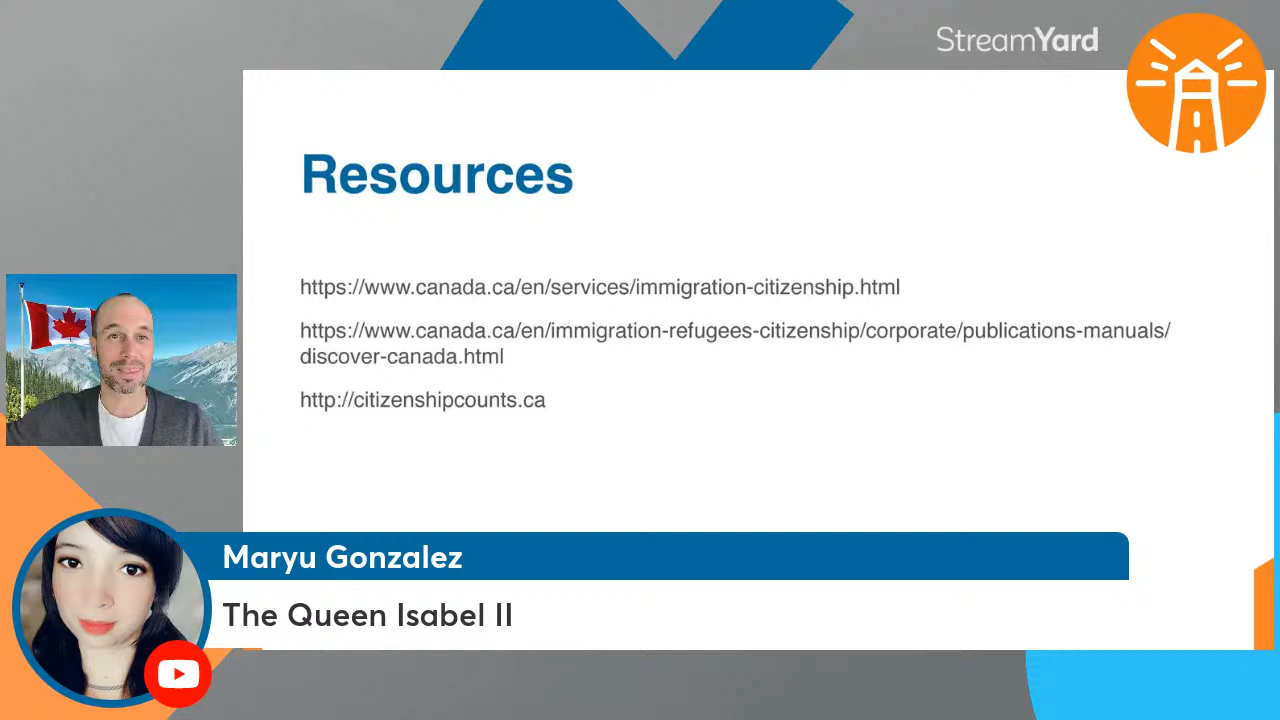 StreamYard
Resources
https://www.canada.ca/en/services/immigration-citizenship.html
https://www.canada.ca/en/immigration-refugees-citizenship/corporate/publications-manuals/
discover-canada.html
http://citizenshipcounts.ca
Maryu Gonzalez
The Queen Isabel II